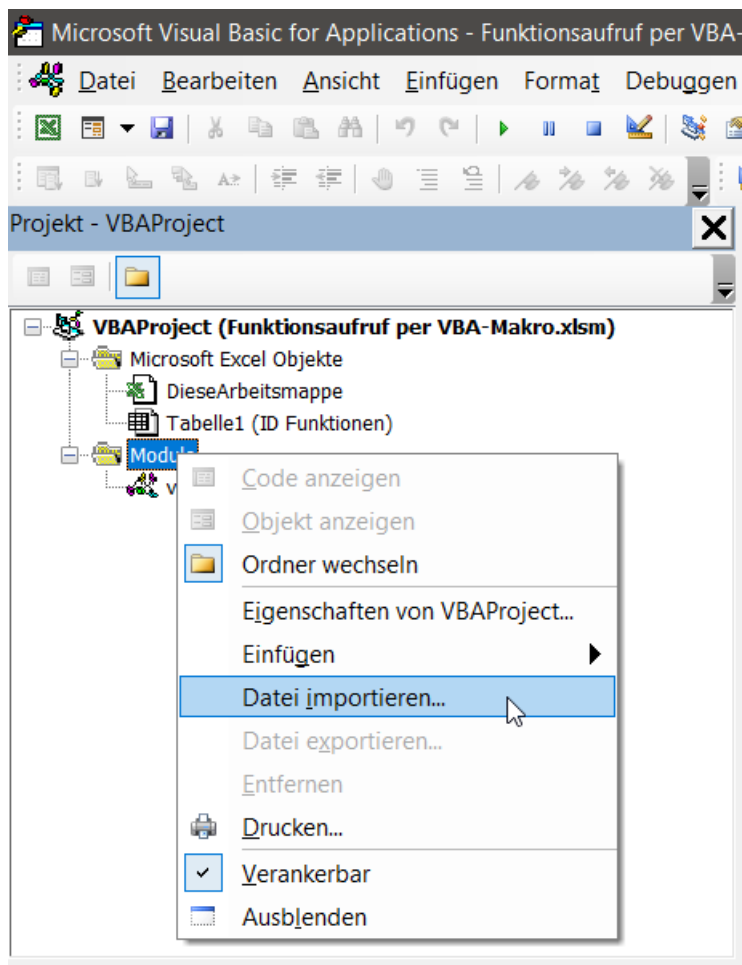 Microsoft Visual Basic for Applications - Funktionsaufruf per VBA-
Datei Bearbeiten Ansicht Einfügen Format Debuggen
Projekt - VBAProject
VBAProject (Funktionsaufruf per VBA-Makro.xlsm)
Microsoft Excel Objekte
DieseArbeitsmappe
Tabelle1 (ID Funktionen)
Module
v
Code anzeigen
Objekt anzeigen
Ordner wechseln
Eigenschaften von VBAProject...
Einfügen
Datei importieren...
Datei exportieren...
Entfernen
Drucken...
Verankerbar
Ausblenden